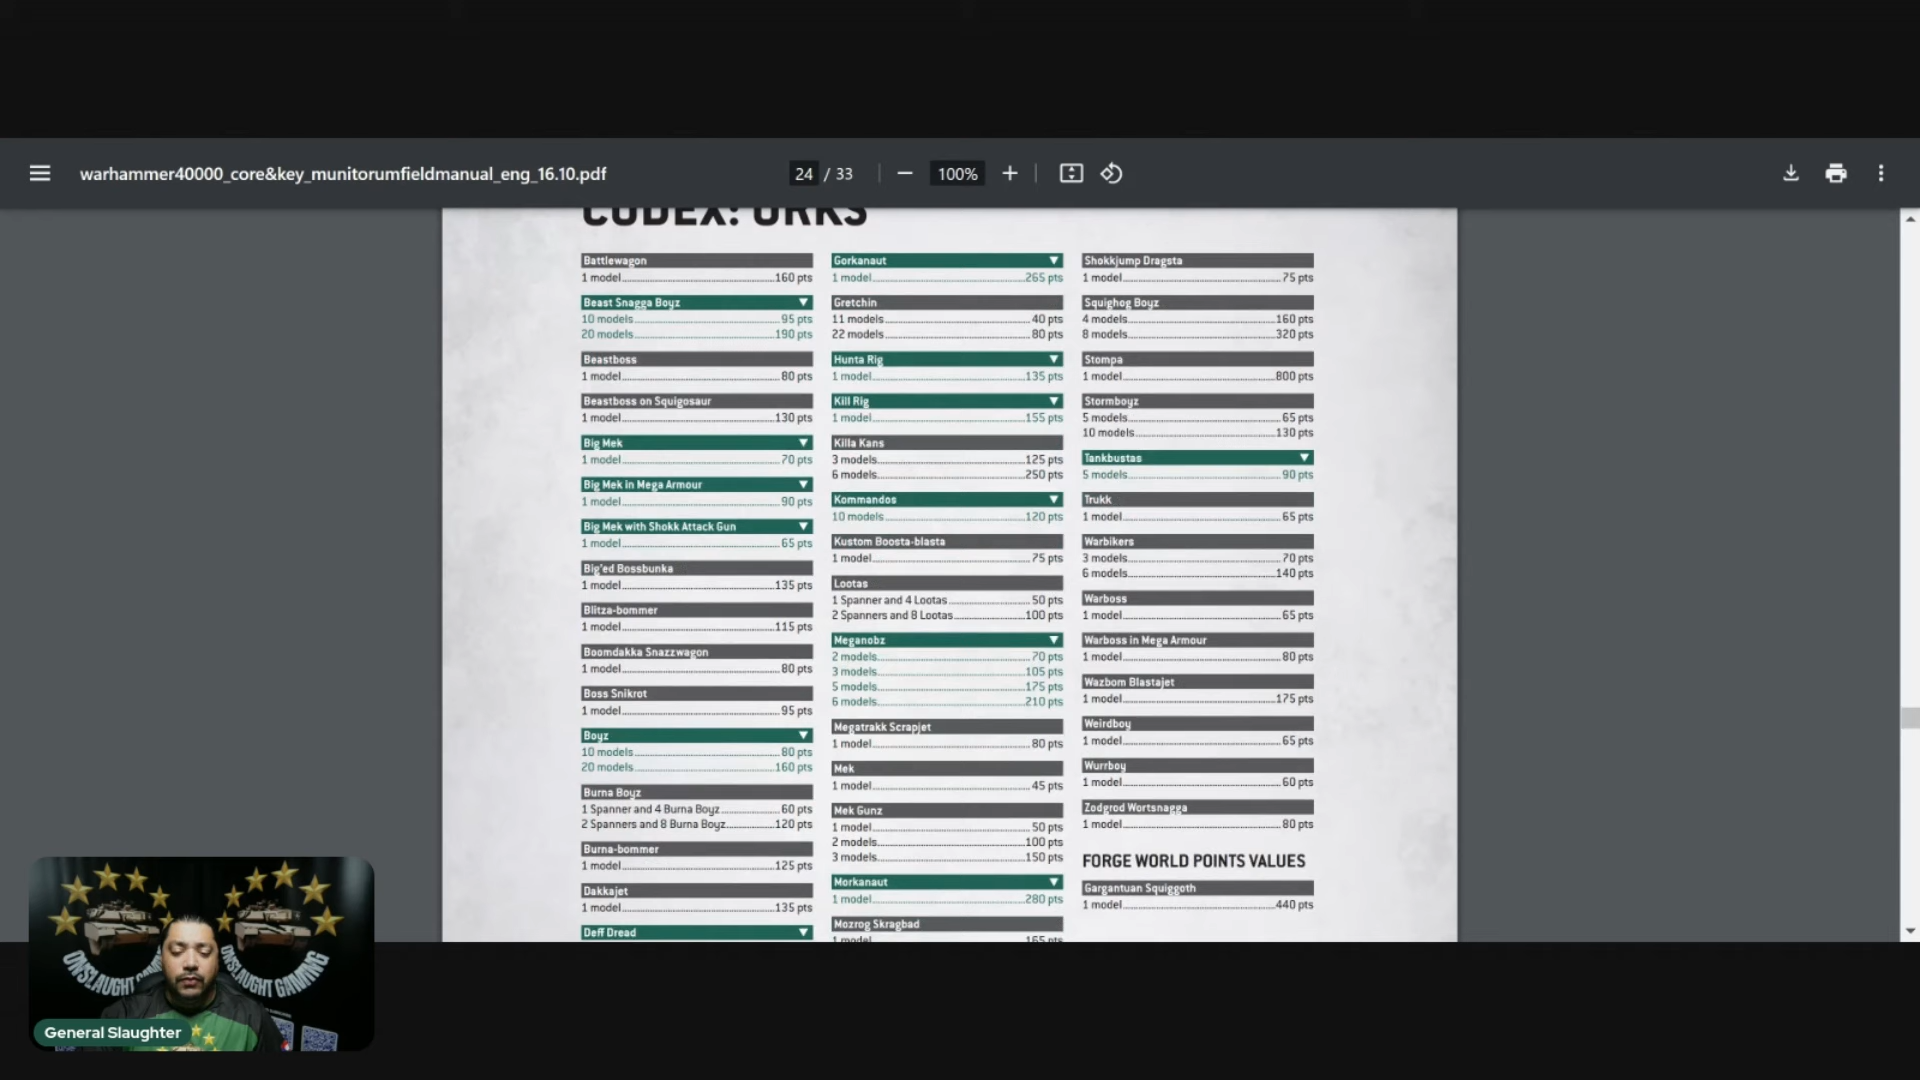 warhammer40000_core&key_munitorumfieldmanual_eng_16.10.pdf
24 / 33
100%
CODEX: ORKS
Battlewagon
1 model 160 pts
Beast Snagga Boyz ▼
10 models 95 pts
20 models 190 pts
Beastboss
1 model 80 pts
Beastboss on Squigosaur
1 model 130 pts
Big Mek ▼
1 model 70 pts
Big Mek in Mega Armour ▼
1 model 90 pts
Big Mek with Shokk Attack Gun ▼
1 model 65 pts
Big'ed Bossbunka
1 model 135 pts
Blitza-bommer
1 model 115 pts
Boomdakka Snazzwagon
1 model 80 pts
Boss Snikrot
1 model 95 pts
Boyz ▼
10 models 80 pts
20 models 160 pts
Burna Boyz
1 Spanner and 4 Burna Boyz 60 pts
2 Spanners and 8 Burna Boyz 120 pts
Burna-bommer
1 model 125 pts
Dakkajet
1 model 135 pts
Deff Dread ▼
Gorkanaut ▼
1 model 265 pts
Gretchin
11 models 40 pts
22 models 80 pts
Hunta Rig ▼
1 model 135 pts
Kill Rig ▼
1 model 155 pts
Killa Kans
3 models 125 pts
6 models 250 pts
Kommandos ▼
10 models 120 pts
Kustom Boosta-blasta
1 model 75 pts
Lootas
1 Spanner and 4 Lootas 50 pts
2 Spanners and 8 Lootas 100 pts
Meganobz ▼
2 models 70 pts
3 models 105 pts
5 models 175 pts
6 models 210 pts
Megatrakk Scrapjet
1 model 80 pts
Mek
1 model 45 pts
Mek Gunz
1 model 50 pts
2 models 100 pts
3 models 150 pts
Morkanaut ▼
1 model 280 pts
Mozrog Skragbad
1 model 165 pts
Shokkjump Dragsta
1 model 75 pts
Squighog Boyz
4 models 160 pts
8 models 320 pts
Stompa
1 model 800 pts
Stormboyz
5 models 65 pts
10 models 130 pts
Tankbustas ▼
5 models 90 pts
Trukk
1 model 65 pts
Warbikers
3 models 70 pts
6 models 140 pts
Warboss
1 model 65 pts
Warboss in Mega Armour
1 model 80 pts
Wazbom Blastajet
1 model 175 pts
Weirdboy
1 model 65 pts
Wurrboy
1 model 60 pts
Zodgrod Wortsnagga
1 model 80 pts
FORGE WORLD POINTS VALUES
Gargantuan Squiggoth
1 model 440 pts
ONSLAUGHT
ONSLAUGHT GAMING
General Slaughter